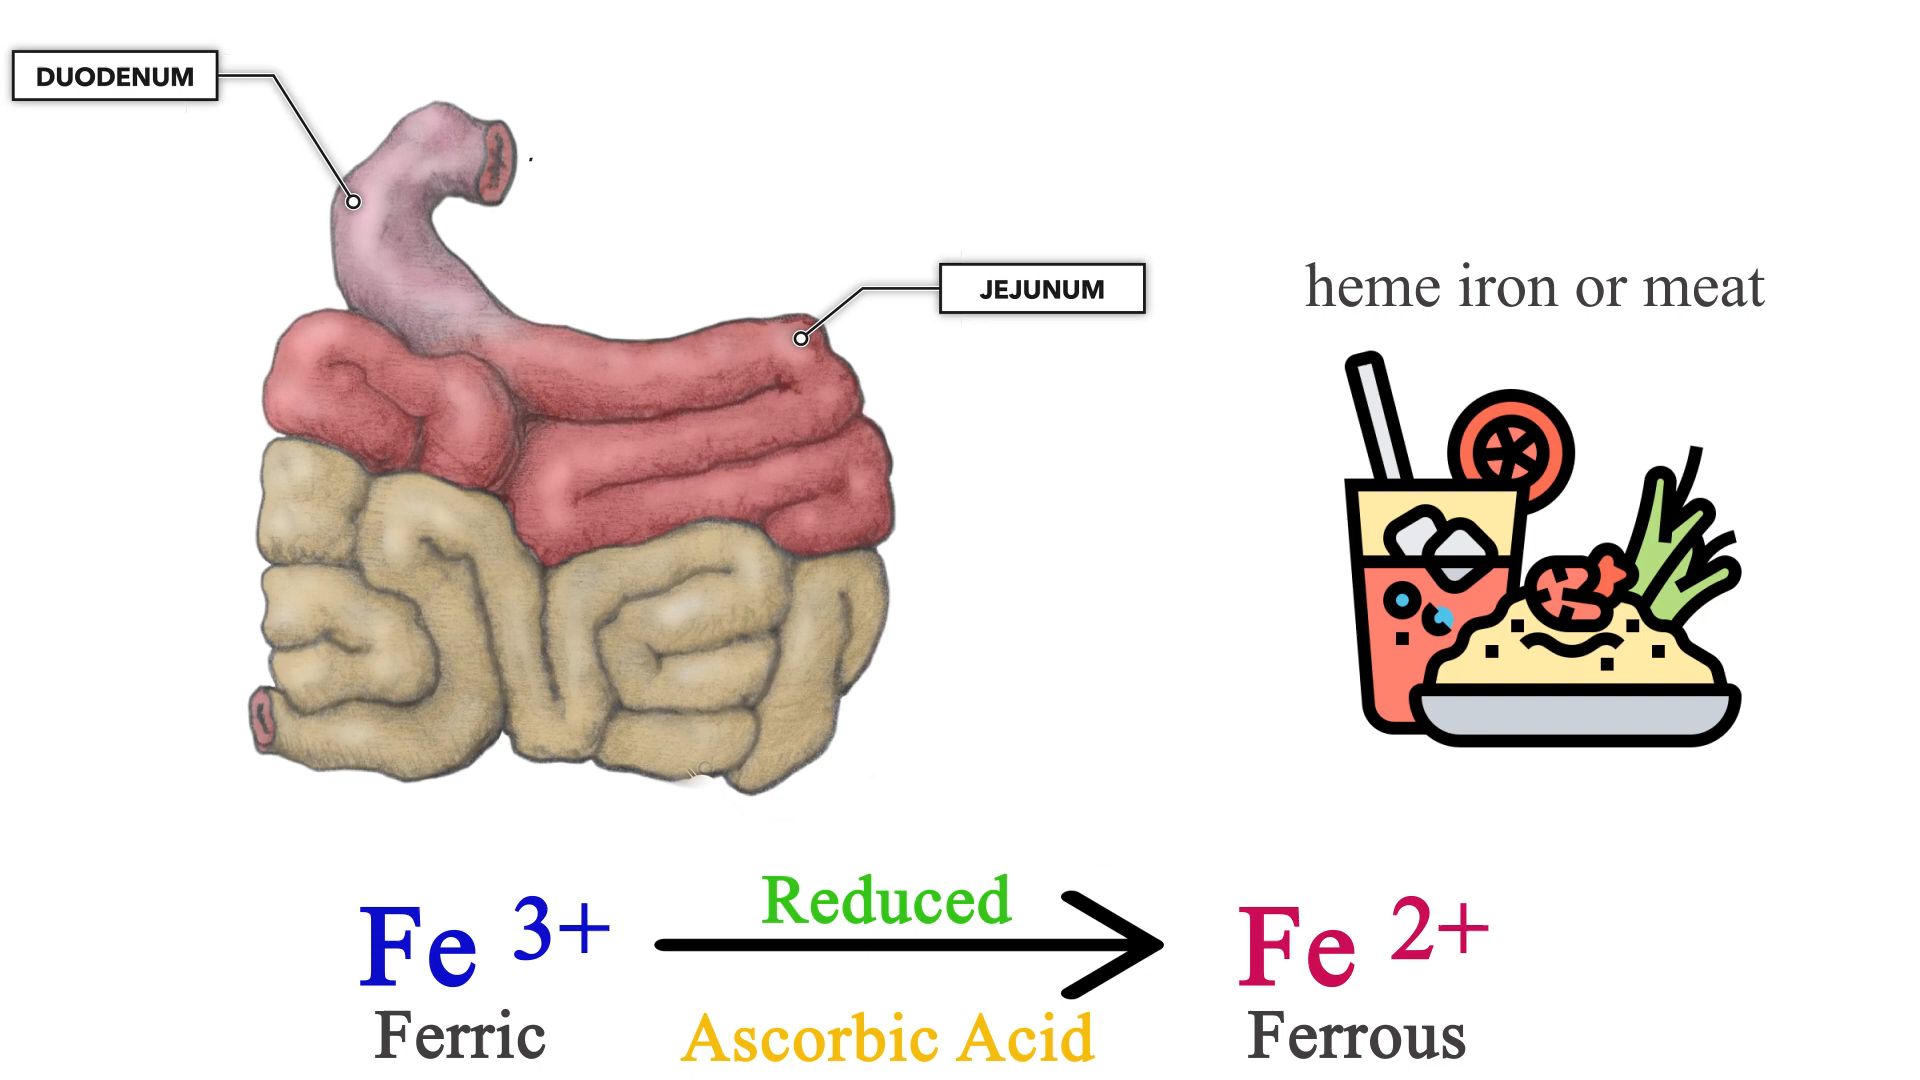 DUODENUM
JEJUNUM
heme iron or meat
Reduced
Fe 3+
Fe 2+
Ferric
Ascorbic Acid
Ferrous